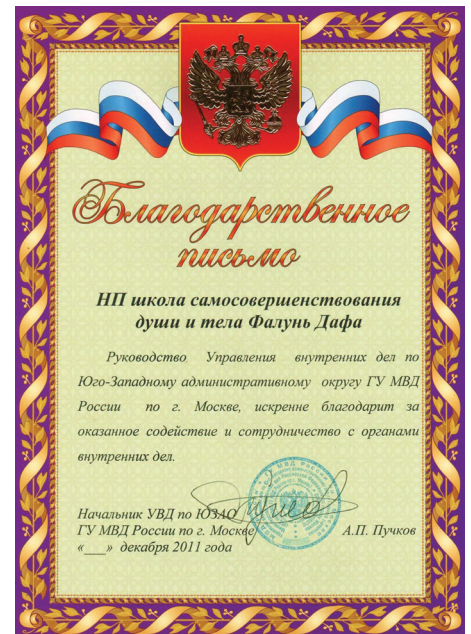 Благодарственное
письмо
НП школа самосовершенствования
души и тела Фалунь Дафа
Руководство Управления внутренних дел по
Юго-Западному административному округу ГУ МВД
России по г. Москве, искренне благодарит за
оказанное содействие и сотрудничество с органами
внутренних дел.
Начальник УВД по ЮЗАО
ГУ МВД России по г. Москве
А.П. Пучков
«___» декабря 2011 года